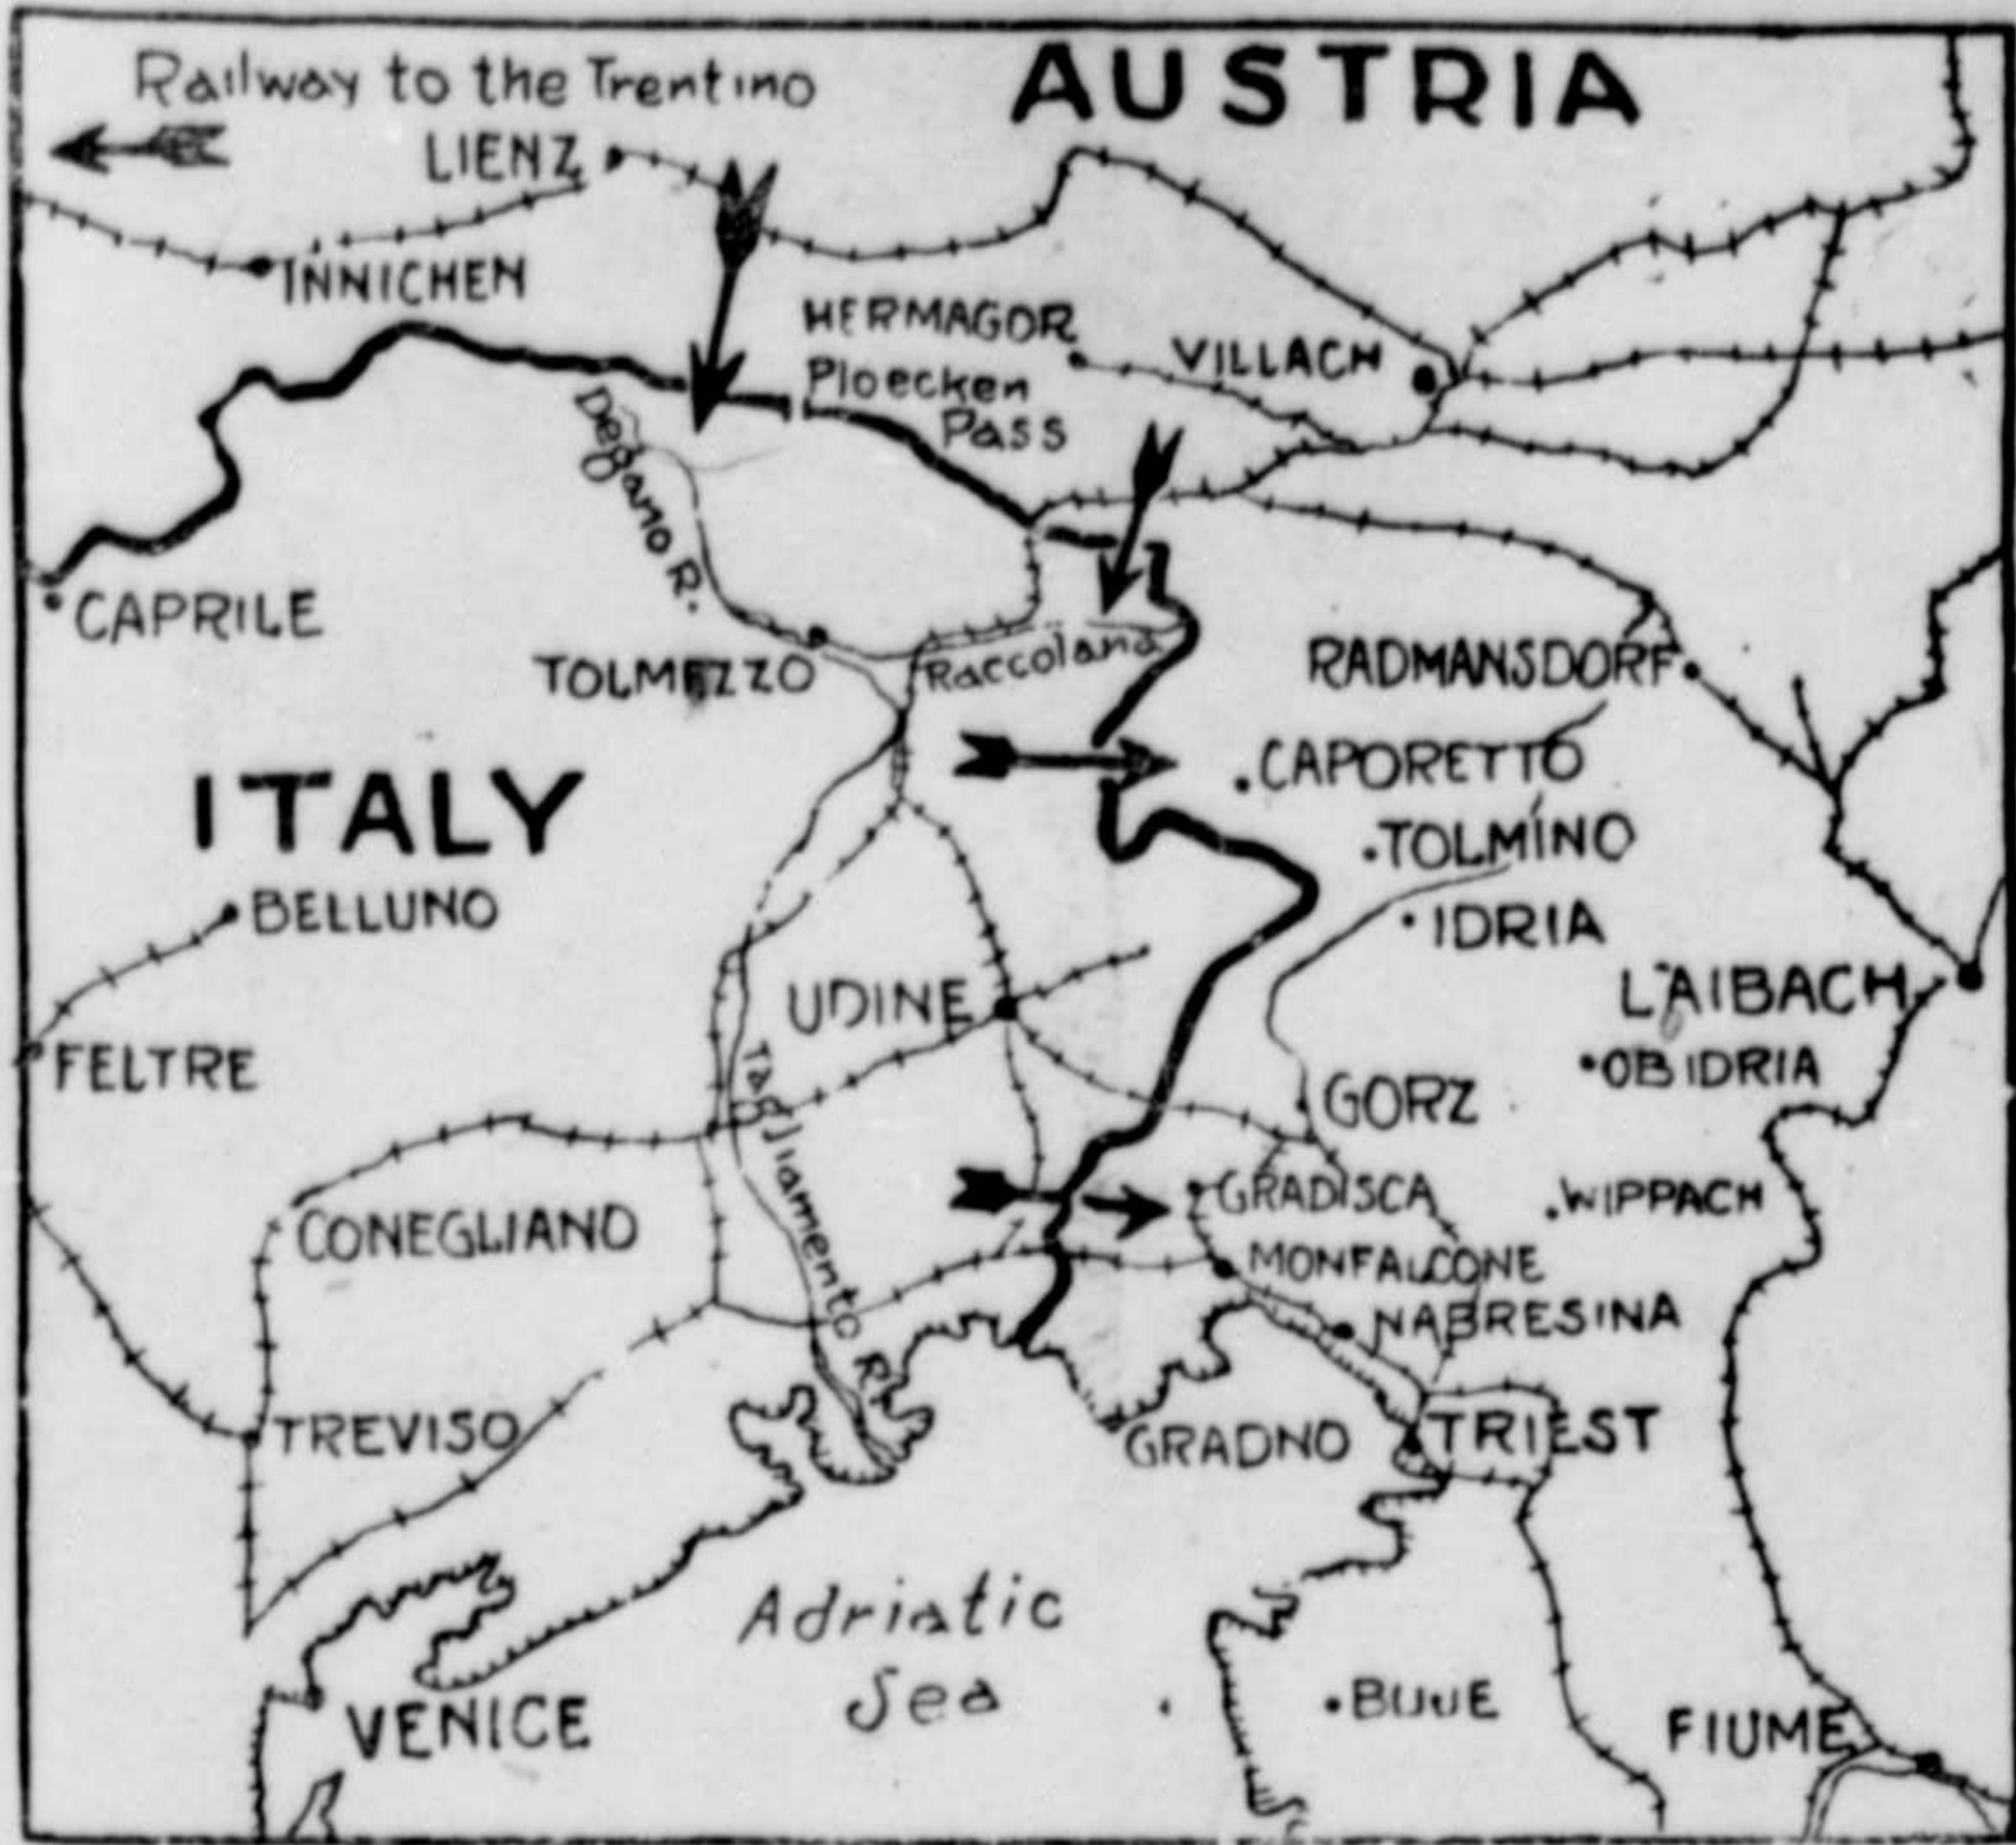 AUSTRIA
Railway to the Trentino
LIENZ
INNICHEN
HERMAGOR
VILLACH
Ploecken
Pass
Degano R.
CAPRILE
TOLMEZZO
Raccolana
RADMANSDORF
CAPORETTO
ITALY
TOLMINO
BELLUNO
IDRIA
UDINE
LAIBACH
FELTRE
OB IDRIA
GORZ
Tagliamento R.
GRADISCA
WIPPACH
CONEGLIANO
MONFALCONE
NABRESINA
TREVISO
GRADNO
TRIEST
Adriatic
Sea
VENICE
BUJE
FIUME